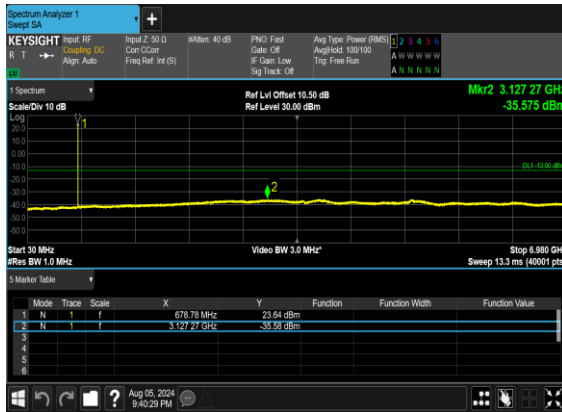 Spectrum Analyzer 1
Swept SA
KEYSIGHT Input: RF Input Z: 50 Ω #Atten: 40 dB PNO: Fast Avg Type: Power (RMS) 1 2 3 4 5 6
R T Coupling: DC Corr CCorr Gate: Off Avg|Hold: 100/100 A W W W W W
Align: Auto Freq Ref: Int (S) IF Gain: Low Trig: Free Run
LXI Sig Track: Off A N N N N N
1 Spectrum Ref Lvl Offset 10.50 dB Mkr2 3.127 27 GHz
Scale/Div 10 dB Ref Level 30.00 dBm -35.575 dBm
Log
20.0
10.0
0.00
-10.0
-20.0
-30.0
-40.0
-50.0
-60.0
1
2
DL1 -13.00 dBm
Start 30 MHz Video BW 3.0 MHz* Stop 6.980 GHz
#Res BW 1.0 MHz Sweep 13.3 ms (40001 pts)
5 Marker Table
Mode Trace Scale X Y Function Function Width Function Value
1 N 1 f 678.78 MHz 23.64 dBm
2 N 1 f 3.127 27 GHz -35.58 dBm
3
4
5
6
? Aug 05, 2024
9:40:29 PM